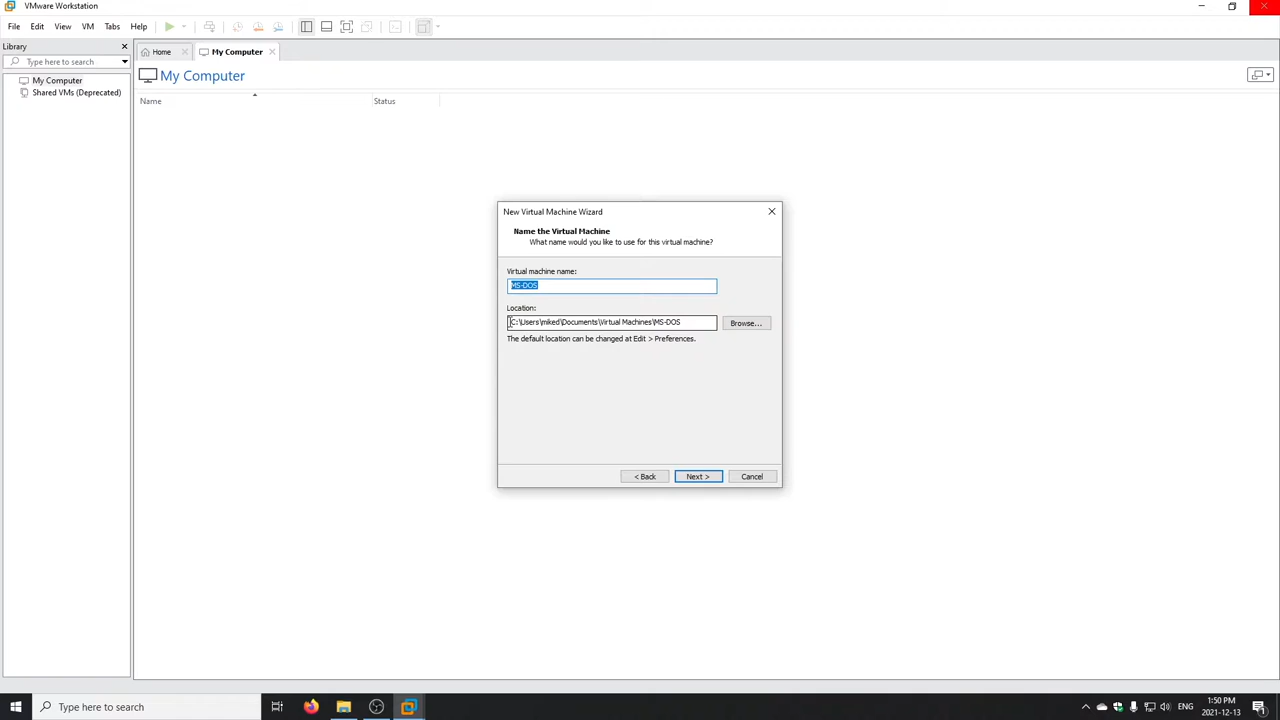 VMware Workstation
File Edit View VM Tabs Help
Library
Type here to search
My Computer
Shared VMs (Deprecated)
Home
My Computer
My Computer
Name Status
New Virtual Machine Wizard
Name the Virtual Machine
What name would you like to use for this virtual machine?
Virtual machine name:
MS-DOS
Location:
C:\Users\miked\Documents\Virtual Machines\MS-DOS
Browse...
The default location can be changed at Edit > Preferences.
< Back Next > Cancel
Type here to search
ENG
1:50 PM
2021-12-13
1